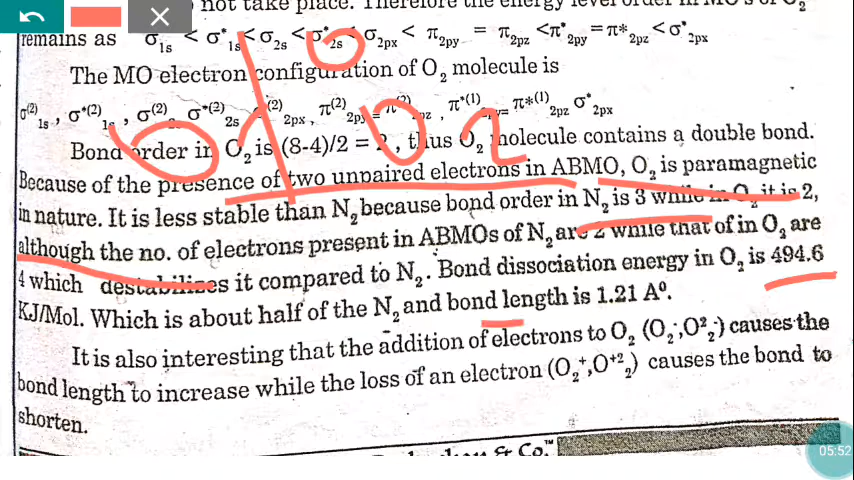 not take place. Therefore the energy level order in MO's of O₂
remains as σ1s < σ*1s < σ2s < σ*2s < σ2px < π2py = π2pz < π*2py = π*2pz < σ*2px
The MO electron configuration of O₂ molecule is
σ(2)1s, σ*(2)1s, σ(2) σ*(2)2s (2)2px, π(2)2py = π(2)2pz, π*(1)2py = π*(1)2pz σ*2px
Bond order in O₂ is (8-4)/2 = 2, thus O₂ molecule contains a double bond.
Because of the presence of two unpaired electrons in ABMO, O₂ is paramagnetic
in nature. It is less stable than N₂ because bond order in N₂ is 3 while in O₂ it is 2,
although the no. of electrons present in ABMOs of N₂ are 2 while that of in O₂ are
4 which destabilizes it compared to N₂. Bond dissociation energy in O₂ is 494.6
KJ/Mol. Which is about half of the N₂ and bond length is 1.21 A⁰.
It is also interesting that the addition of electrons to O₂ (O₂⁻,O²₂⁻) causes the
bond length to increase while the loss of an electron (O₂⁺,O⁺²₂) causes the bond to
shorten.
& Co.™
05:52